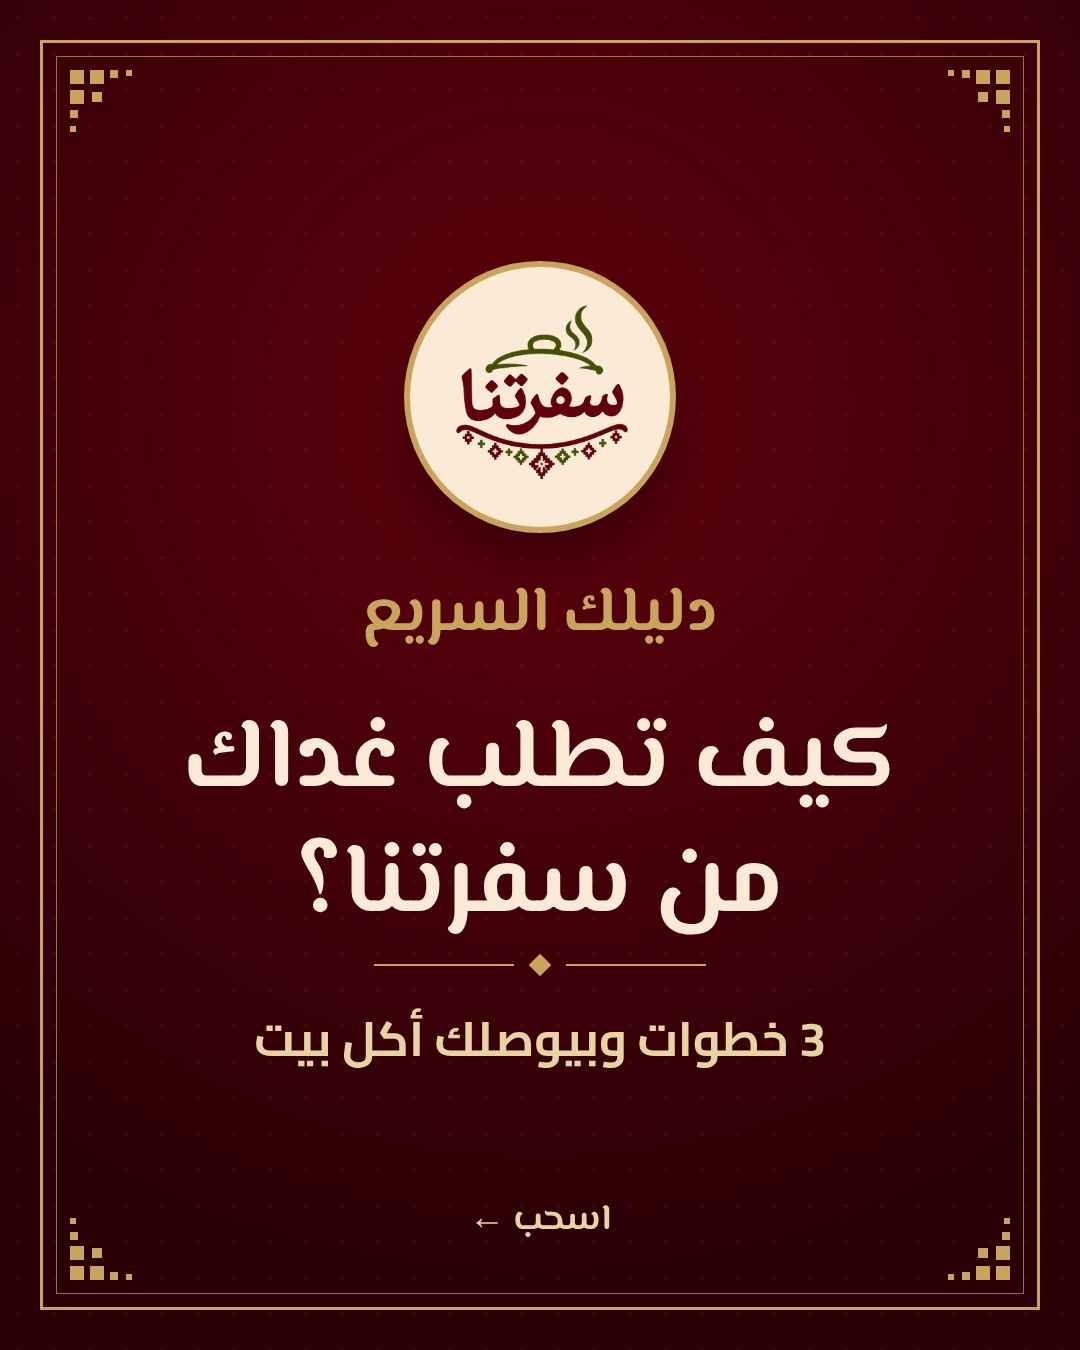 سفرتنا
دليلك السريع
كيف تطلب غداك
من سفرتنا؟
3 خطوات وبيوصلك أكل بيت
اسحب ←